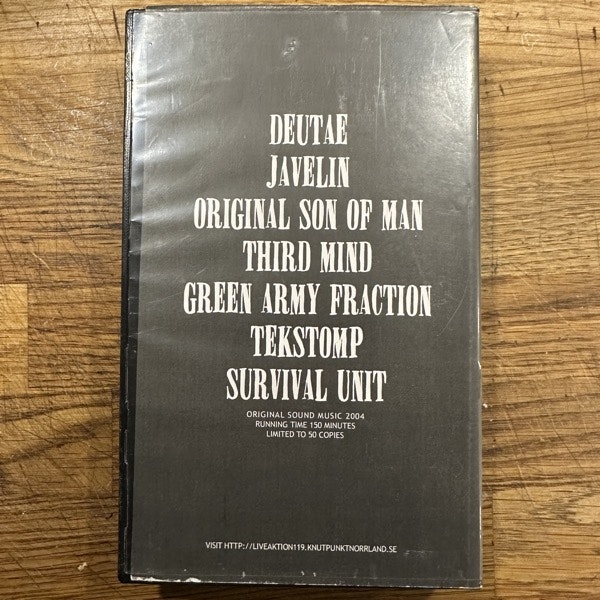 DEUTAE
JAVELIN
ORIGINAL SON OF MAN
THIRD MIND
GREEN ARMY FRACTION
TEKSTOMP
SURVIVAL UNIT
ORIGINAL SOUND MUSIC 2004
RUNNING TIME 150 MINUTES
LIMITED TO 50 COPIES
VISIT HTTP://LIVEAKTION119.KNUTPUNKTNORRLAND.SE